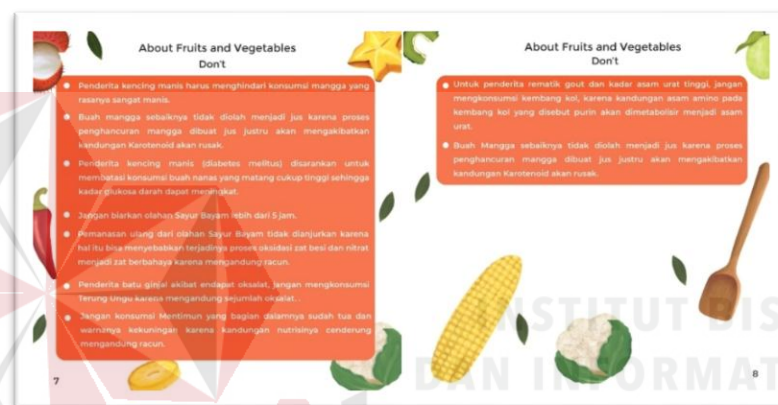 About Fruits and Vegetables
Don't
Penderita kencing manis harus menghindari konsumsi mangga yang
rasanya sangat manis.
Buah mangga sebaiknya tidak diolah menjadi jus karena proses
penghancuran mangga dibuat jus justru akan mengakibatkan
kandungan Karotenoid akan rusak.
Penderita kencing manis (diabetes melitus) disarankan untuk
membatasi konsumsi buah nanas yang matang cukup tinggi sehingga
kadar glukosa darah dapat meningkat.
Jangan biarkan olahan Sayur Bayam lebih dari 5 jam.
Pemanasan ulang dari olahan Sayur Bayam tidak dianjurkan karena
hal itu bisa menyebabkan terjadinya proses oksidasi zat besi dan nitrat
menjadi zat berbahaya karena mengandung racun.
Penderita batu ginjal akibat endapat oksalat, jangan mengkonsumsi
Terung Ungu karena mengandung sejumlah oksalat. .
Jangan konsumsi Mentimun yang bagian dalamnya sudah tua dan
warnanya kekuningan karena kandungan nutrisinya cenderung
mengandung racun.
7
About Fruits and Vegetables
Don't
Untuk penderita rematik gout dan kadar asam urat tinggi, jangan
mengkonsumsi kembang kol, karena kandungan asam amino pada
kembang kol yang disebut purin akan dimetabolisir menjadi asam
urat.
Buah Mangga sebaiknya tidak diolah menjadi jus karena proses
penghancuran mangga dibuat jus justru akan mengakibatkan
kandungan Karotenoid akan rusak.
8
INSTITUT BIS
DAN INFORMAT